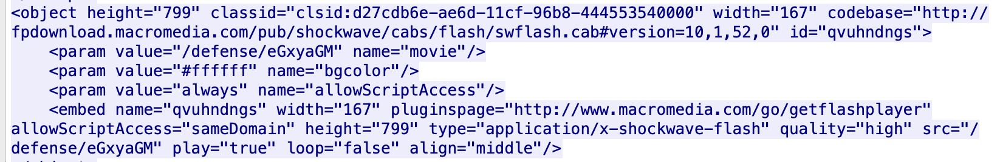 <object height="799" classid="clsid:d27cdb6e-ae6d-11cf-96b8-444553540000" width="167" codebase="http://
fpdownload.macromedia.com/pub/shockwave/cabs/flash/swflash.cab#version=10,1,52,0" id="qvuhndngs">
    <param value="/defense/eGxyaGM" name="movie"/>
    <param value="#ffffff" name="bgcolor"/>
    <param value="always" name="allowScriptAccess"/>
    <embed name="qvuhndngs" width="167" pluginspage="http://www.macromedia.com/go/getflashplayer"
allowScriptAccess="sameDomain" height="799" type="application/x-shockwave-flash" quality="high" src="/
defense/eGxyaGM" play="true" loop="false" align="middle"/>